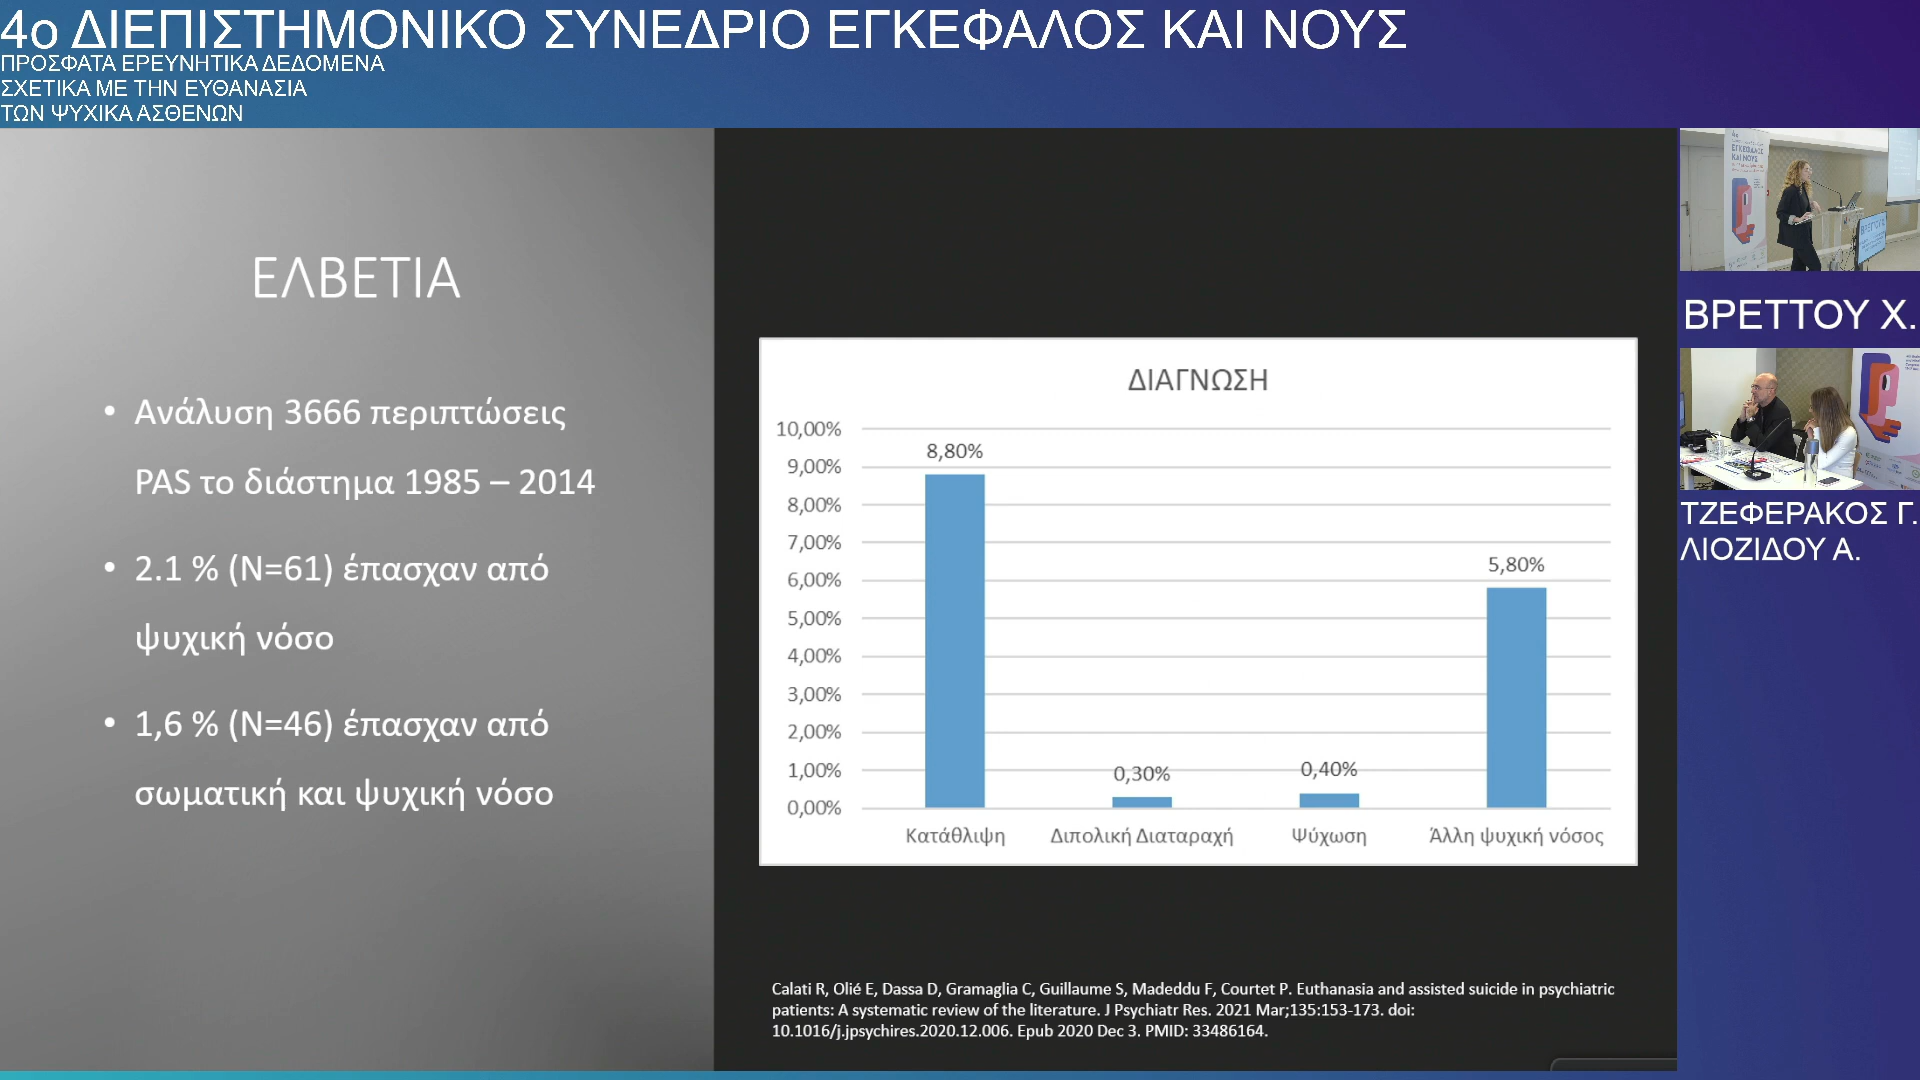 4ο ΔΙΕΠΙΣΤΗΜΟΝΙΚΟ ΣΥΝΕΔΡΙΟ ΕΓΚΕΦΑΛΟΣ ΚΑΙ ΝΟΥΣ
ΠΡΟΣΦΑΤΑ ΕΡΕΥΝΗΤΙΚΑ ΔΕΔΟΜΕΝΑ
ΣΧΕΤΙΚΑ ΜΕ ΤΗΝ ΕΥΘΑΝΑΣΙΑ
ΤΩΝ ΨΥΧΙΚΑ ΑΣΘΕΝΩΝ
ΕΛΒΕΤΙΑ
• Ανάλυση 3666 περιπτώσεις
PAS το διάστημα 1985 – 2014
• 2.1 % (N=61) έπασχαν από
ψυχική νόσο
• 1,6 % (N=46) έπασχαν από
σωματική και ψυχική νόσο
ΔΙΑΓΝΩΣΗ
10,00%
9,00%
8,00%
7,00%
6,00%
5,00%
4,00%
3,00%
2,00%
1,00%
0,00%
8,80%
0,30%
0,40%
5,80%
Κατάθλιψη
Διπολική Διαταραχή
Ψύχωση
Άλλη ψυχική νόσος
Calati R, Olié E, Dassa D, Gramaglia C, Guillaume S, Madeddu F, Courtet P. Euthanasia and assisted suicide in psychiatric
patients: A systematic review of the literature. J Psychiatr Res. 2021 Mar;135:153-173. doi:
10.1016/j.jpsychires.2020.12.006. Epub 2020 Dec 3. PMID: 33486164.
ΕΓΚΕΦΑΛΟΣ
ΚΑΙ ΝΟΥΣ
ΒΡΕΤΤΟΥ Χ.
ΤΖΕΦΕΡΑΚΟΣ Γ.
ΛΙΟΖΙΔΟΥ Α.